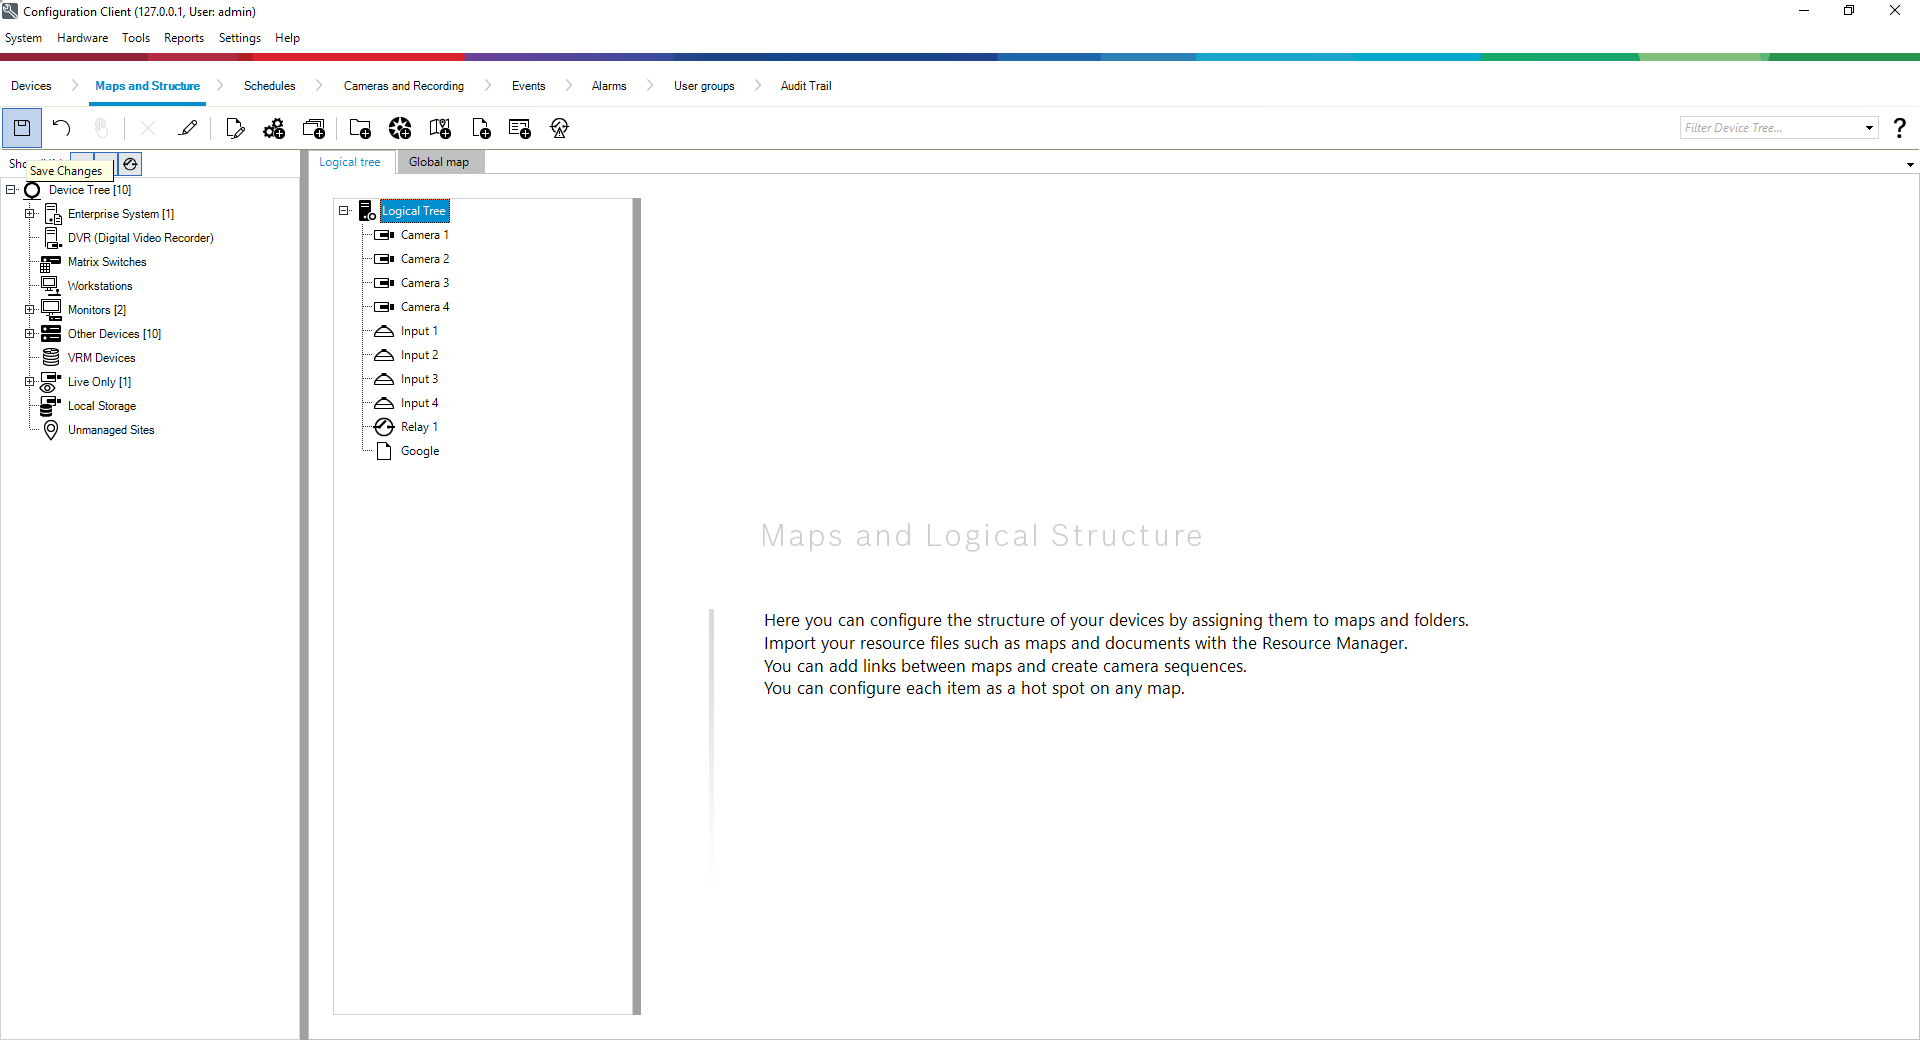 Configuration Client (127.0.0.1, User: admin)
System Hardware Tools Reports Settings Help
Devices Maps and Structure Schedules Cameras and Recording Events Alarms User groups Audit Trail
Filter Device Tree... ?
Save Changes
Logical tree Global map
Device Tree [10]
Enterprise System [1]
DVR (Digital Video Recorder)
Matrix Switches
Workstations
Monitors [2]
Other Devices [10]
VRM Devices
Live Only [1]
Local Storage
Unmanaged Sites
Logical Tree
Camera 1
Camera 2
Camera 3
Camera 4
Input 1
Input 2
Input 3
Input 4
Relay 1
Google
Maps and Logical Structure
Here you can configure the structure of your devices by assigning them to maps and folders.
Import your resource files such as maps and documents with the Resource Manager.
You can add links between maps and create camera sequences.
You can configure each item as a hot spot on any map.